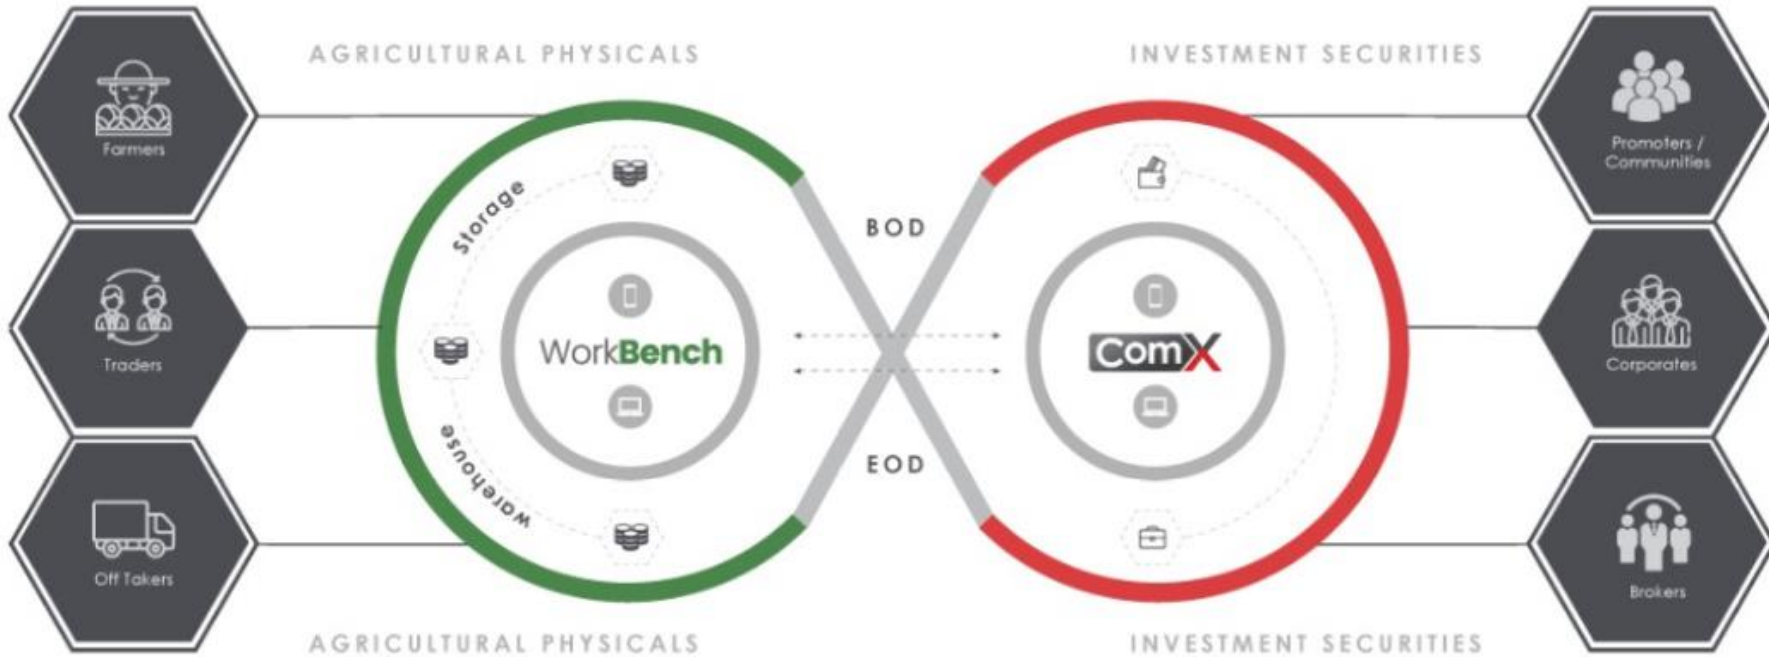 AGRICULTURAL PHYSICALS
INVESTMENT SECURITIES
Farmers
Traders
Off Takers
Storage
warehouse
WorkBench
BOD
EOD
ComX
Promoters /
Communities
Corporates
Brokers
AGRICULTURAL PHYSICALS
INVESTMENT SECURITIES